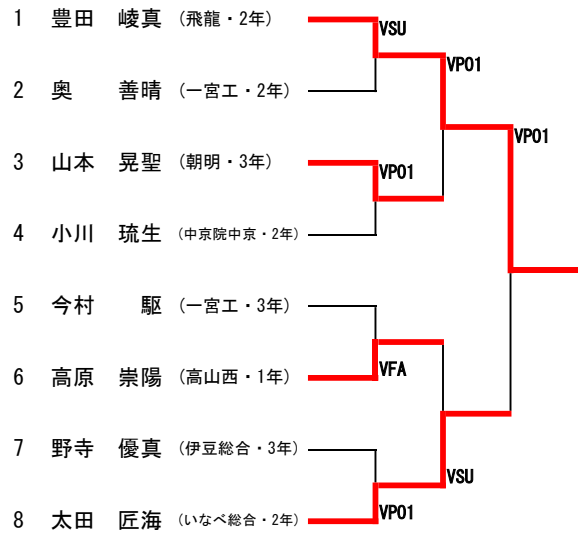 1 豊田 崚真 (飛龍・2年)
VSU
VPO1
2 奥 善晴 (一宮工・2年)
VPO1
3 山本 晃聖 (朝明・3年)
VPO1
4 小川 琉生 (中京院中京・2年)
5 今村 駆 (一宮工・3年)
6 高原 崇陽 (高山西・1年)
VFA
7 野寺 優真 (伊豆総合・3年)
VSU
8 太田 匠海 (いなべ総合・2年)
VPO1